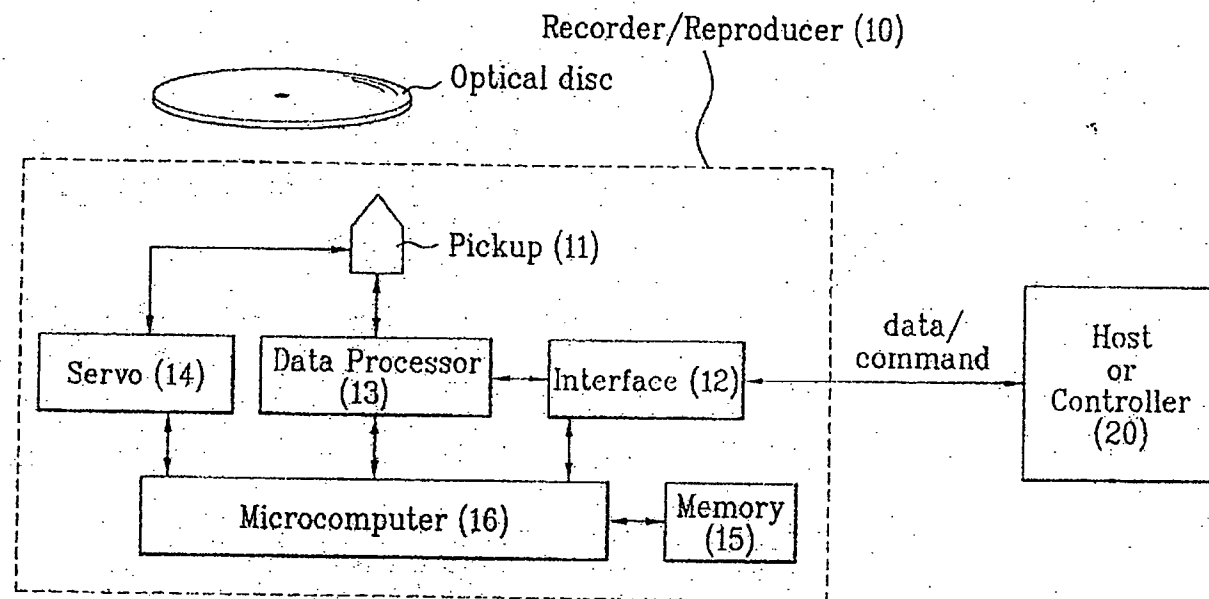 Recorder/Reproducer (10)
Optical disc
Pickup (11)
Servo (14)
Data Processor
(13)
Interface (12)
data/
command
Host
or
Controller
(20)
Microcomputer (16)
Memory
(15)